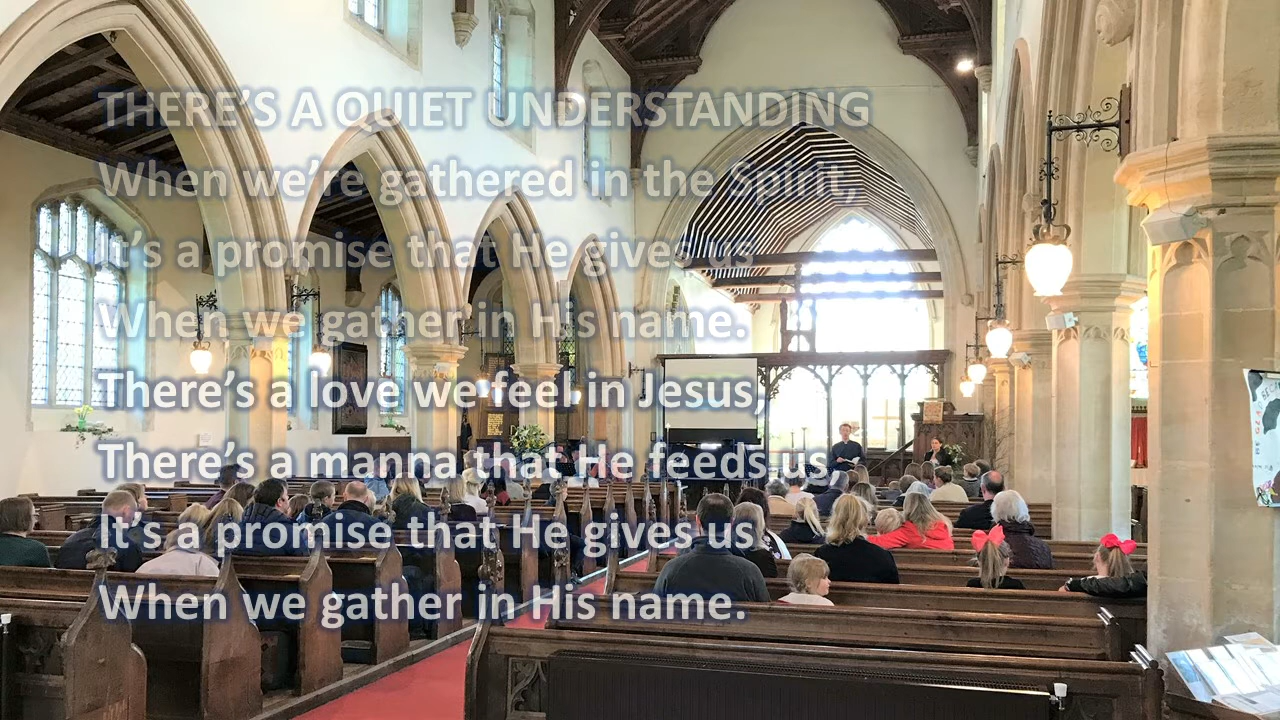 THERE'S A QUIET UNDERSTANDING
When we're gathered in the Spirit,
It's a promise that He gives us
When we gather in His name.
There's a love we feel in Jesus,
There's a manna that He feeds us,
It's a promise that He gives us
When we gather in His name.